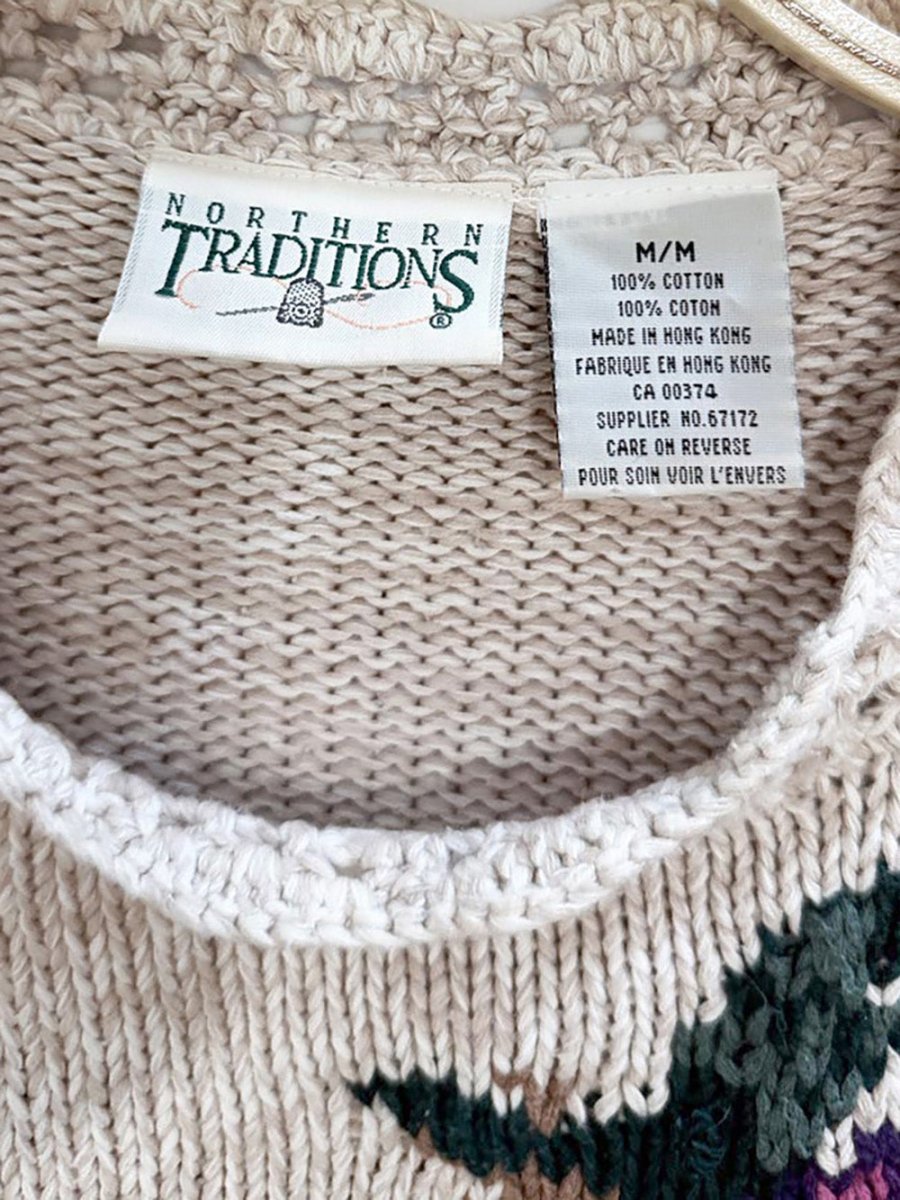 NORTHERN
TRADITIONS
®
M/M
100% COTTON
100% COTON
MADE IN HONG KONG
FABRIQUE EN HONG KONG
CA 00374
SUPPLIER NO.67172
CARE ON REVERSE
POUR SOIN VOIR L'ENVERS